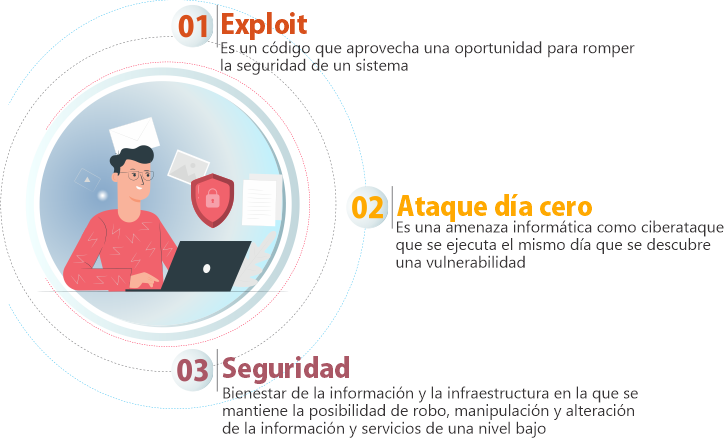 01 Exploit
Es un código que aprovecha una oportunidad para romper
la seguridad de un sistema
02 Ataque día cero
Es una amenaza informática como ciberataque
que se ejecuta el mismo día que se descubre
una vulnerabilidad
03 Seguridad
Bienestar de la información y la infraestructura en la que se
mantiene la posibilidad de robo, manipulación y alteración
de la información y servicios de una nivel bajo